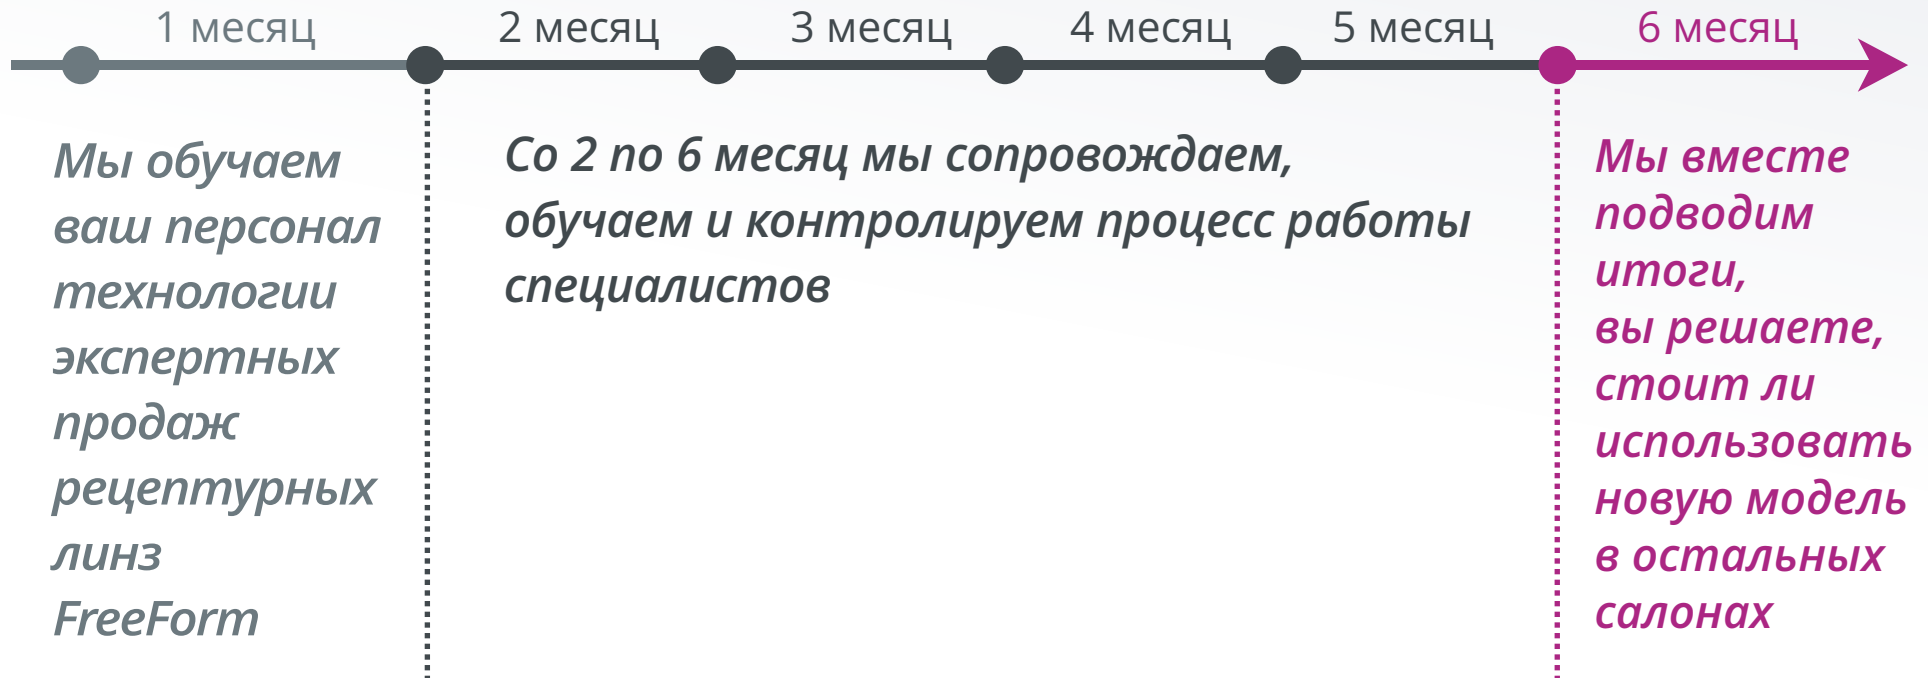 1 месяц
2 месяц
3 месяц
4 месяц
5 месяц
6 месяц
Мы обучаем
ваш персонал
технологии
экспертных
продаж
рецептурных
линз
FreeForm
Со 2 по 6 месяц мы сопровождаем,
обучаем и контролируем процесс работы
специалистов
Мы вместе
подводим
итоги,
вы решаете,
стоит ли
использовать
новую модель
в остальных
салонах